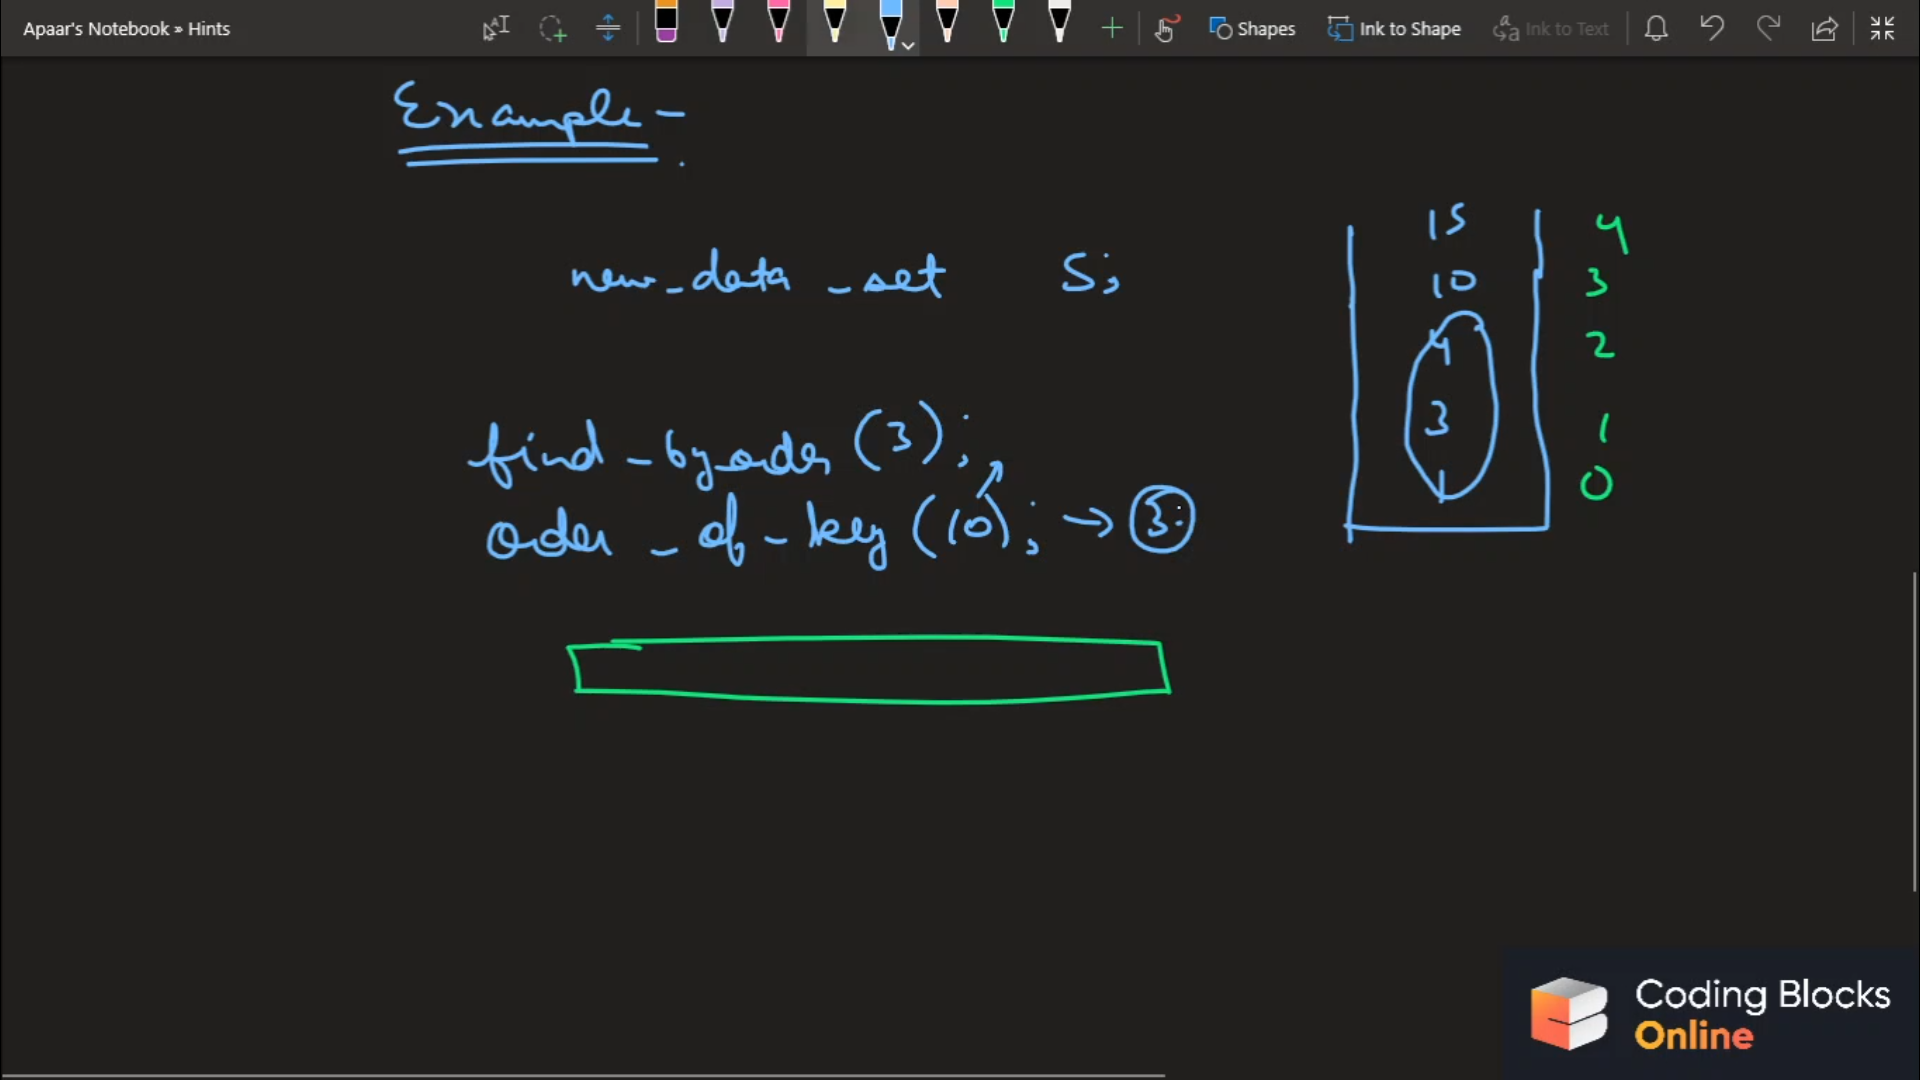 Apaar's Notebook » Hints
Shapes
Ink to Shape
Ink to Text
Example -
new_data_set S;
find_by_order (3);
order_of_key (10); → 3
15 4
10 3
4 2
3 1
1 0
Coding Blocks
Online